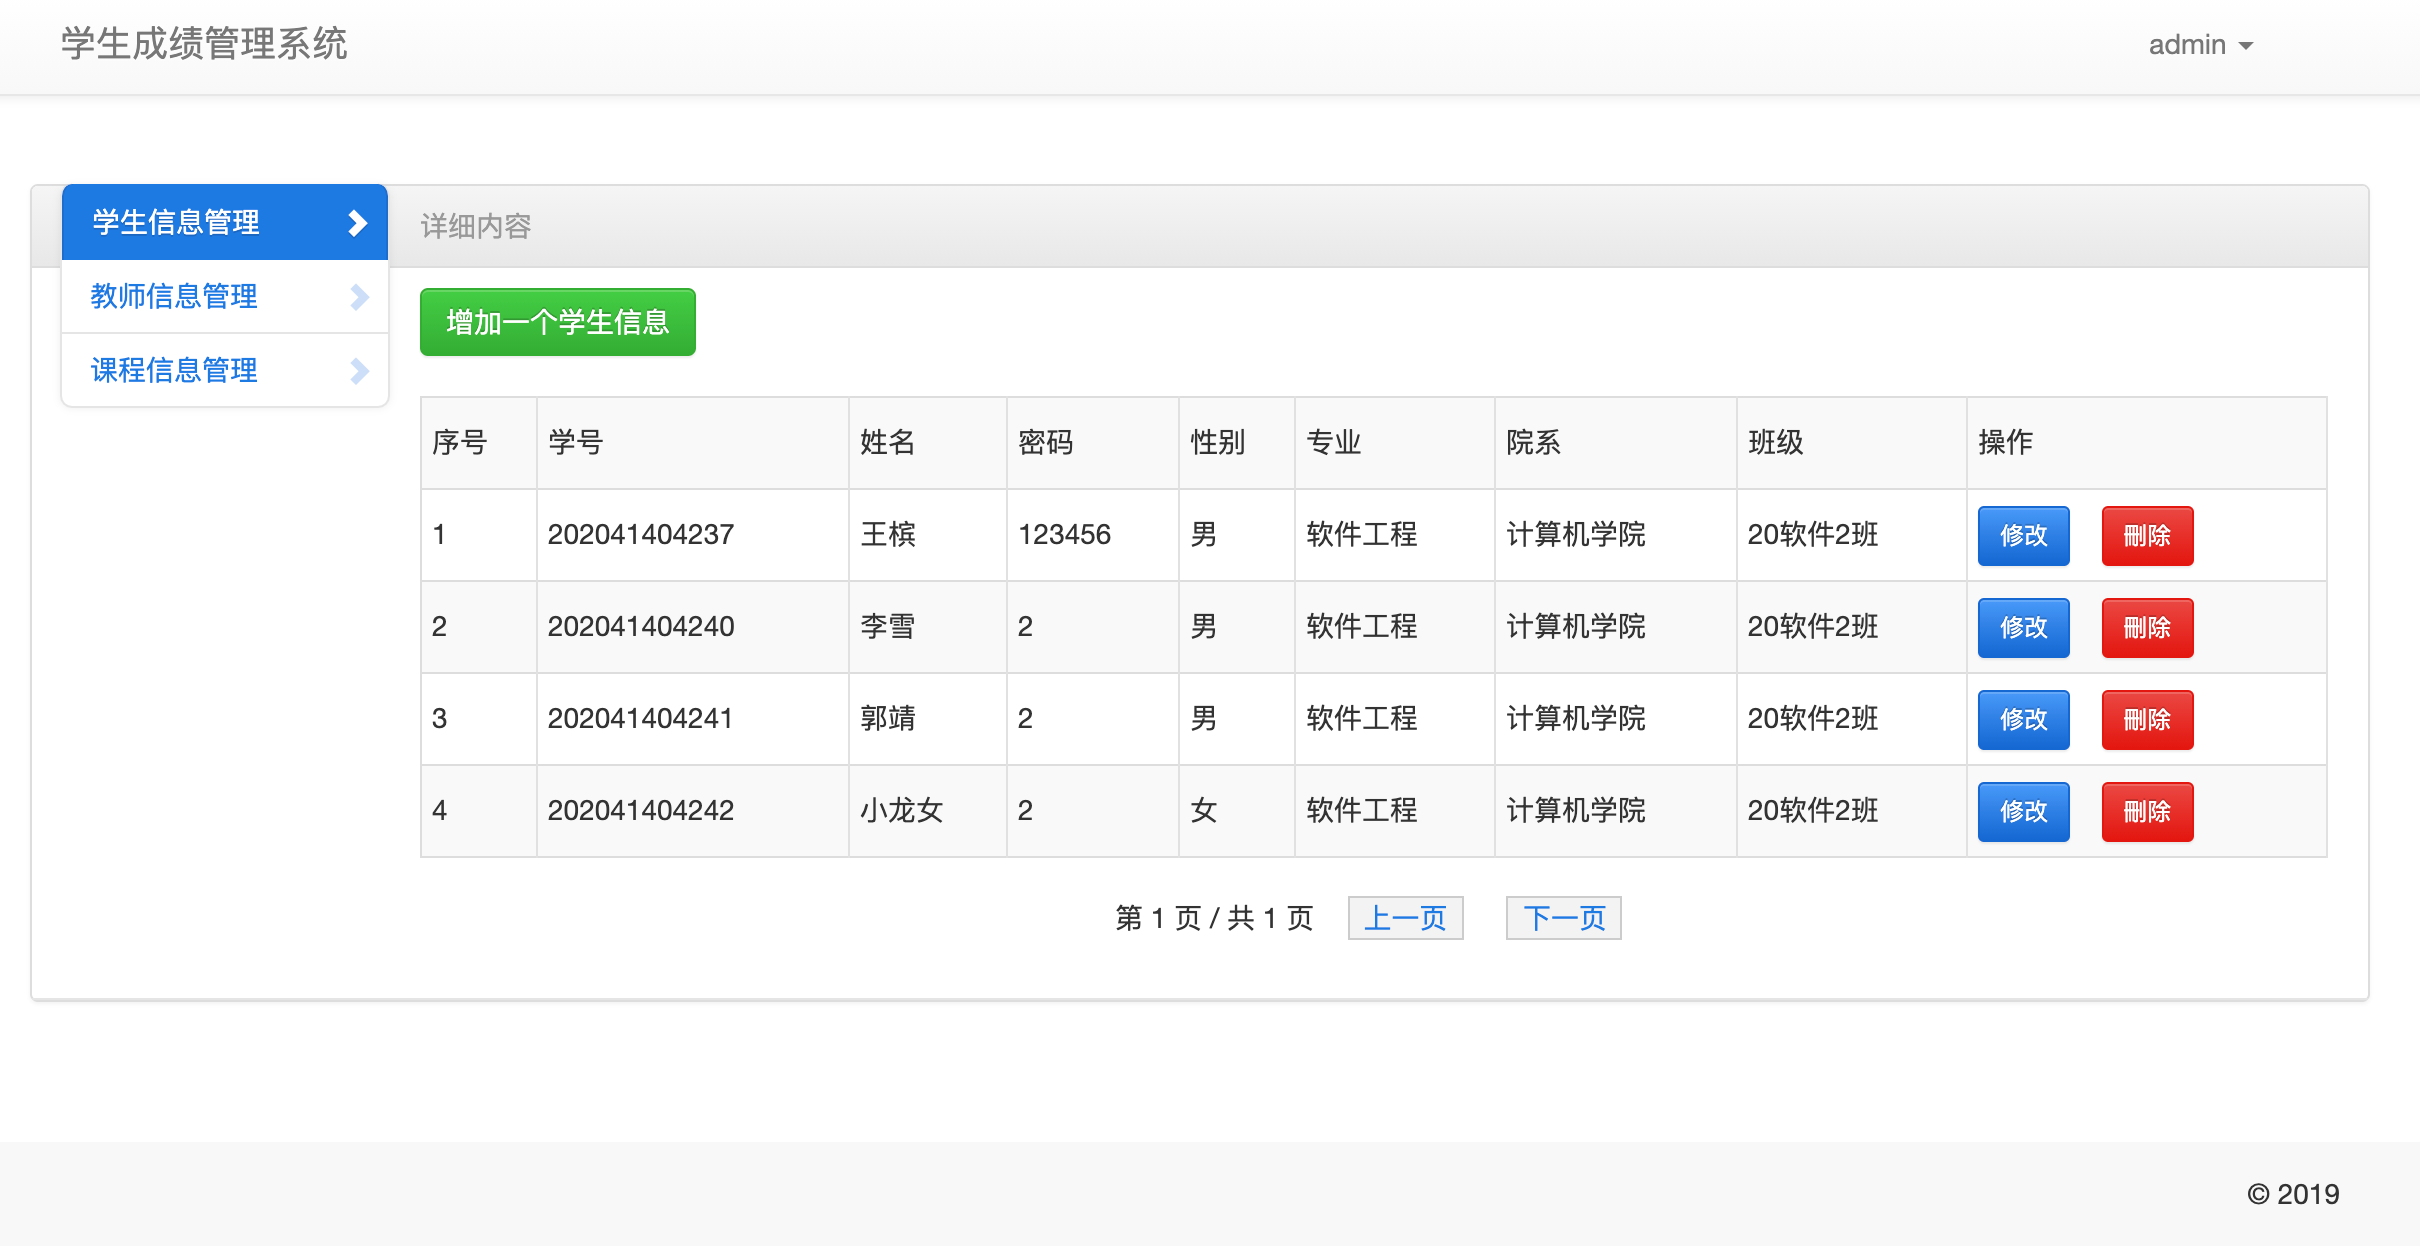 学生成绩管理系统 admin
学生信息管理
教师信息管理
课程信息管理
详细内容
增加一个学生信息
序号 学号 姓名 密码 性别 专业 院系 班级 操作
1 202041404237 王槟 123456 男 软件工程 计算机学院 20软件2班 修改 刪除
2 202041404240 李雪 2 男 软件工程 计算机学院 20软件2班 修改 刪除
3 202041404241 郭靖 2 男 软件工程 计算机学院 20软件2班 修改 刪除
4 202041404242 小龙女 2 女 软件工程 计算机学院 20软件2班 修改 刪除
第 1 页 / 共 1 页 上一页 下一页
© 2019